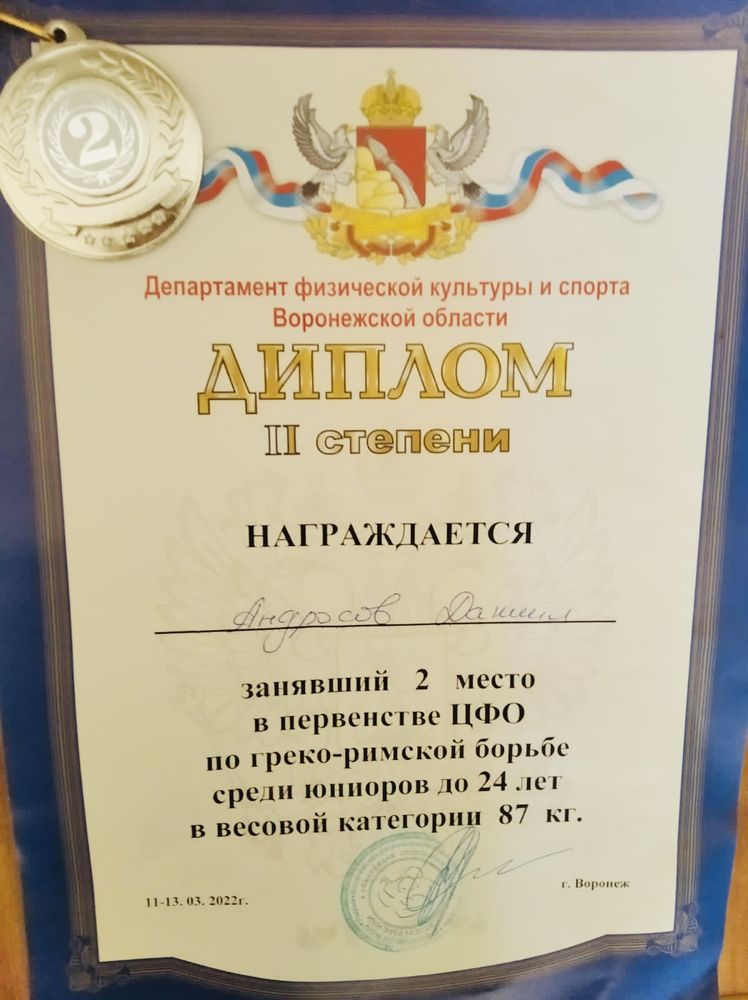 2
Департамент физической культуры и спорта
Воронежской области
ДИПЛОМ
II степени
НАГРАЖДАЕТСЯ
Андросов Даниил
занявший 2 место
в первенстве ЦФО
по греко-римской борьбе
среди юниоров до 24 лет
в весовой категории 87 кг.
11-13. 03. 2022г.
г. Воронеж